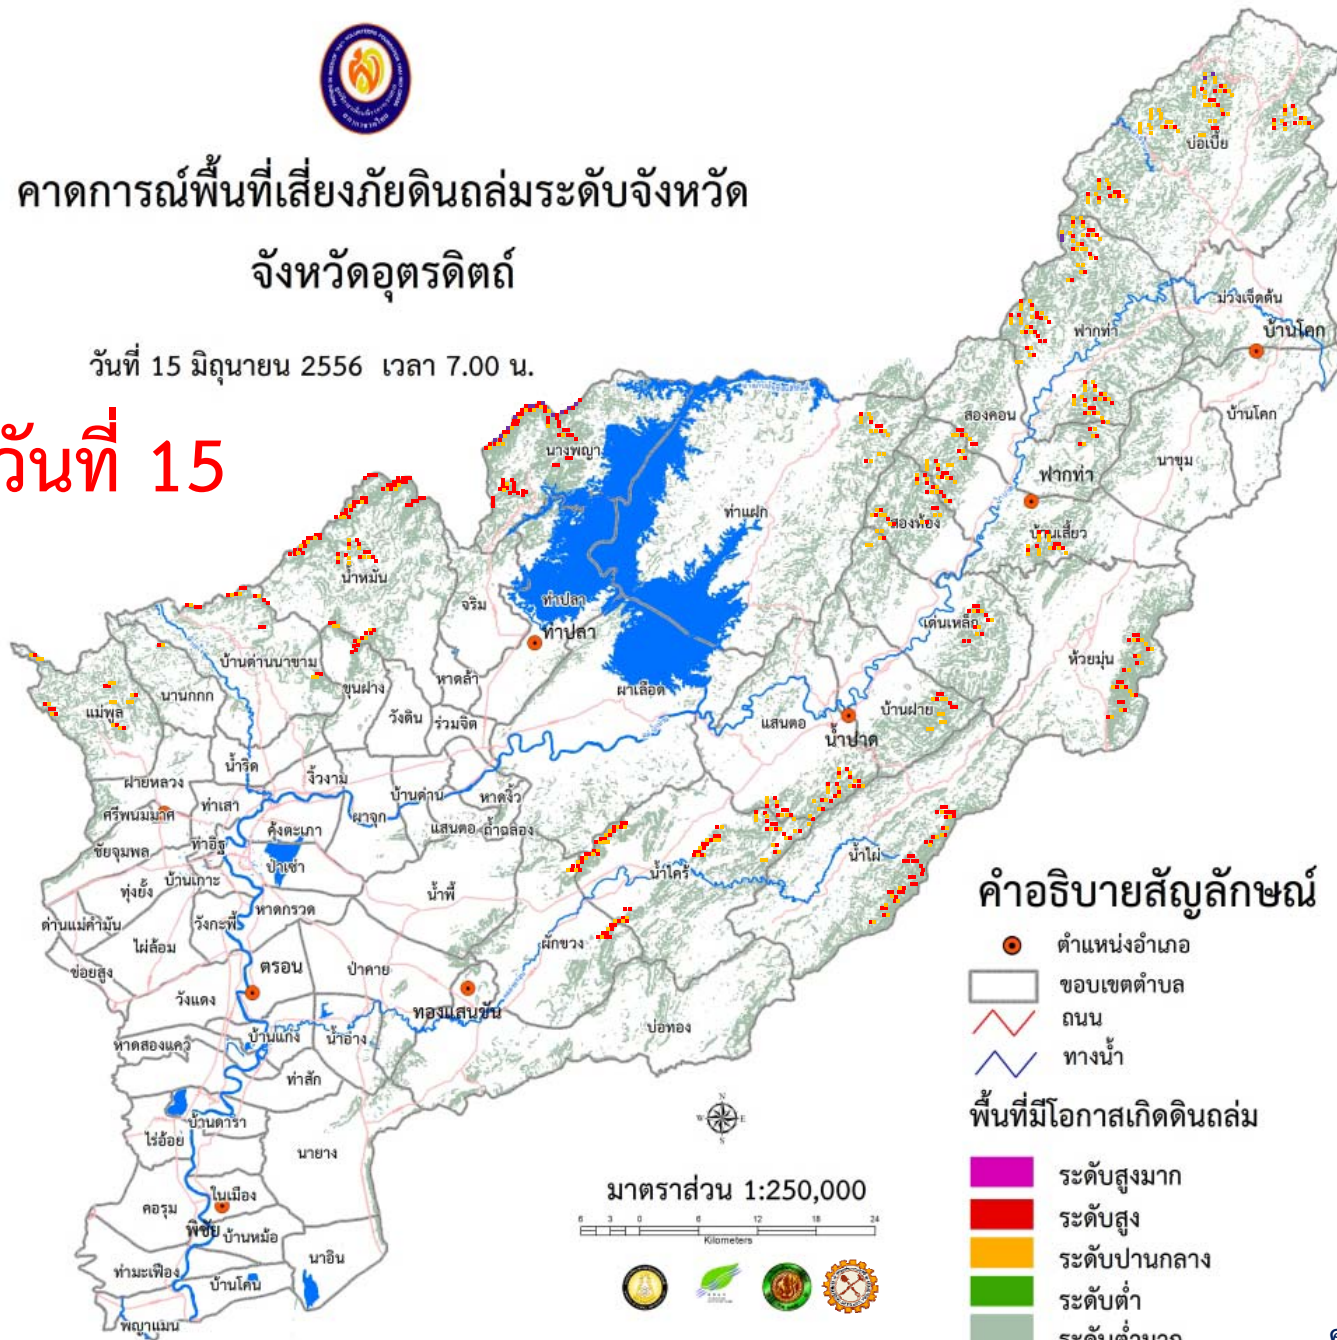 คาดการณ์พื้นที่เสี่ยงภัยดินถล่มระดับจังหวัด
จังหวัดอุตรดิตถ์
วันที่ 15 มิถุนายน 2556 เวลา 7.00 น.
วันที่ 15
บ่อเบี้ย
ม่วงเจ็ดต้น
ฟากท่า
บ้านโคก
สองคอน
บ้านโคก
นางพญา
นาขุม
ฟากท่า
ท่าแฝก
สองห้อง
บ้านเสี้ยว
น้ำหมัน
จริม
ท่าปลา
ท่าปลา
เด่นเหล็ก
ห้วยมุ่น
บ้านด่านนาขาม
ขุนฝาง
หาดล้า
ผาเลือด
นานกกก
แม่พูล
วังดิน
ร่วมจิต
แสนตอ
บ้านฝาย
น้ำปาด
น้ำริด
งิ้วงาม
ฝายหลวง
บ้านด่าน
หาดงิ้ว
ท่าเสา
ศรีพนมมาศ
ผาจุก
คุ้งตะเภา
แสนตอ
ถ้ำฉลอง
ท่าอิฐ
ชัยจุมพล
ป่าเซ่า
น้ำไผ่
น้ำไคร้
บ้านเกาะ
ทุ่งยั้ง
น้ำพี้
หาดกรวด
วังกะพี้
ด่านแม่คำมัน
ไผ่ล้อม
ผักขวง
ตรอน
ป่าคาย
ข่อยสูง
วังแดง
ทองแสนขัน
บ่อทอง
บ้านแก่ง
น้ำอ่าง
หาดสองแคว
ท่าสัก
บ้านดารา
ไร่อ้อย
นายาง
ในเมือง
คอรุม
พิชัย
บ้านหม้อ
นาอิน
ท่ามะเฟือง
บ้านโคน
พญาแมน
N
W E
S
มาตราส่วน 1:250,000
6 3 0 6 12 18 24
Kilometers
คำอธิบายสัญลักษณ์
ตำแหน่งอำเภอ
ขอบเขตตำบล
ถนน
ทางน้ำ
พื้นที่มีโอกาสเกิดดินถล่ม
ระดับสูงมาก
ระดับสูง
ระดับปานกลาง
ระดับต่ำ
ระดับต่ำมาก